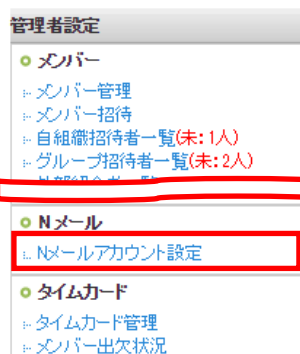 管理者設定
メンバー
メンバー管理
メンバー招待
自組織招待者一覧(未:1人)
グループ招待者一覧(未:2人)
Nメール
Nメールアカウント設定
タイムカード
タイムカード管理
メンバー出欠状況